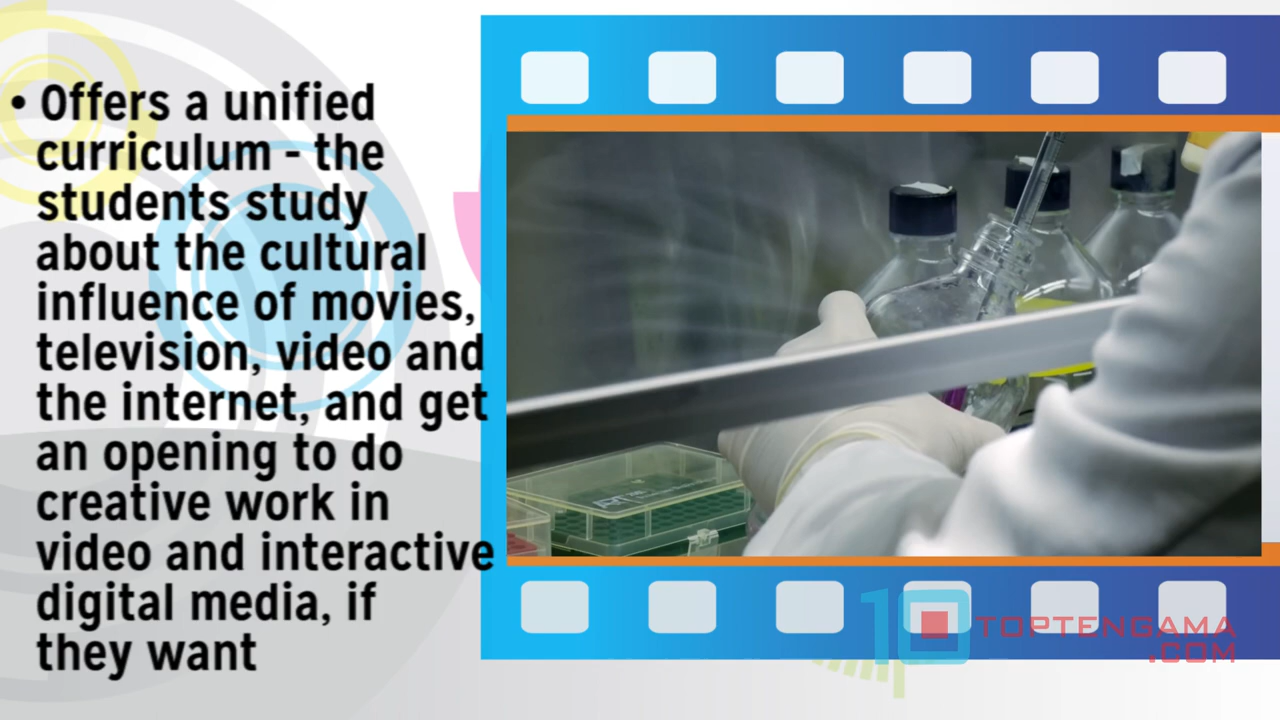 • Offers a unified
curriculum - the
students study
about the cultural
influence of movies,
television, video and
the internet, and get
an opening to do
creative work in
video and interactive
digital media, if
they want
10 TOPTENGAMA
.COM